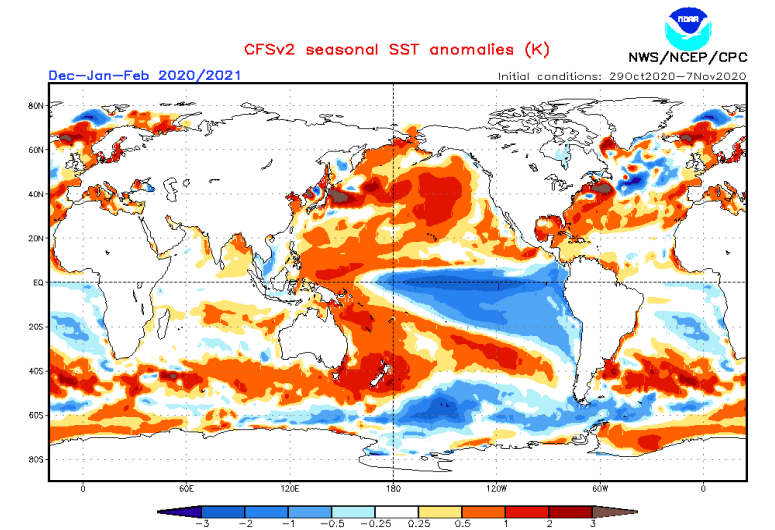 NOAA
CFSv2 seasonal SST anomalies (K)
NWS/NCEP/CPC
Dec-Jan-Feb 2020/2021
Initial conditions: 29Oct2020-7Nov2020
80N
60N
40N
20N
EQ
20S
40S
60S
80S
0 60E 120E 180 120W 60W 0
-3 -2 -1 -0.5 -0.25 0.25 0.5 1 2 3